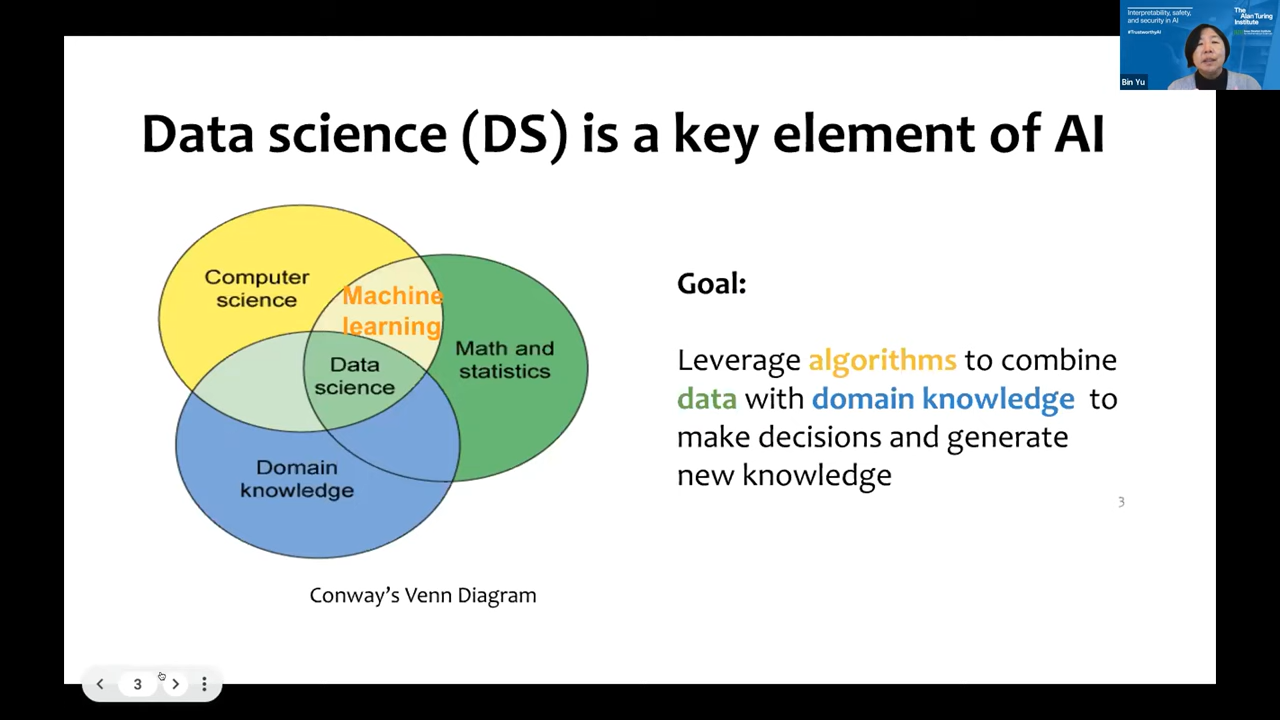 Interpretability, safety,
and security in AI
#TrustworthyAI
The
Alan Turing
Institute
Bin Yu
Data science (DS) is a key element of AI
Computer
science
Machine
learning
Data
science
Math and
statistics
Domain
knowledge
Conway’s Venn Diagram
Goal:
Leverage algorithms to combine
data with domain knowledge to
make decisions and generate
new knowledge
3
3